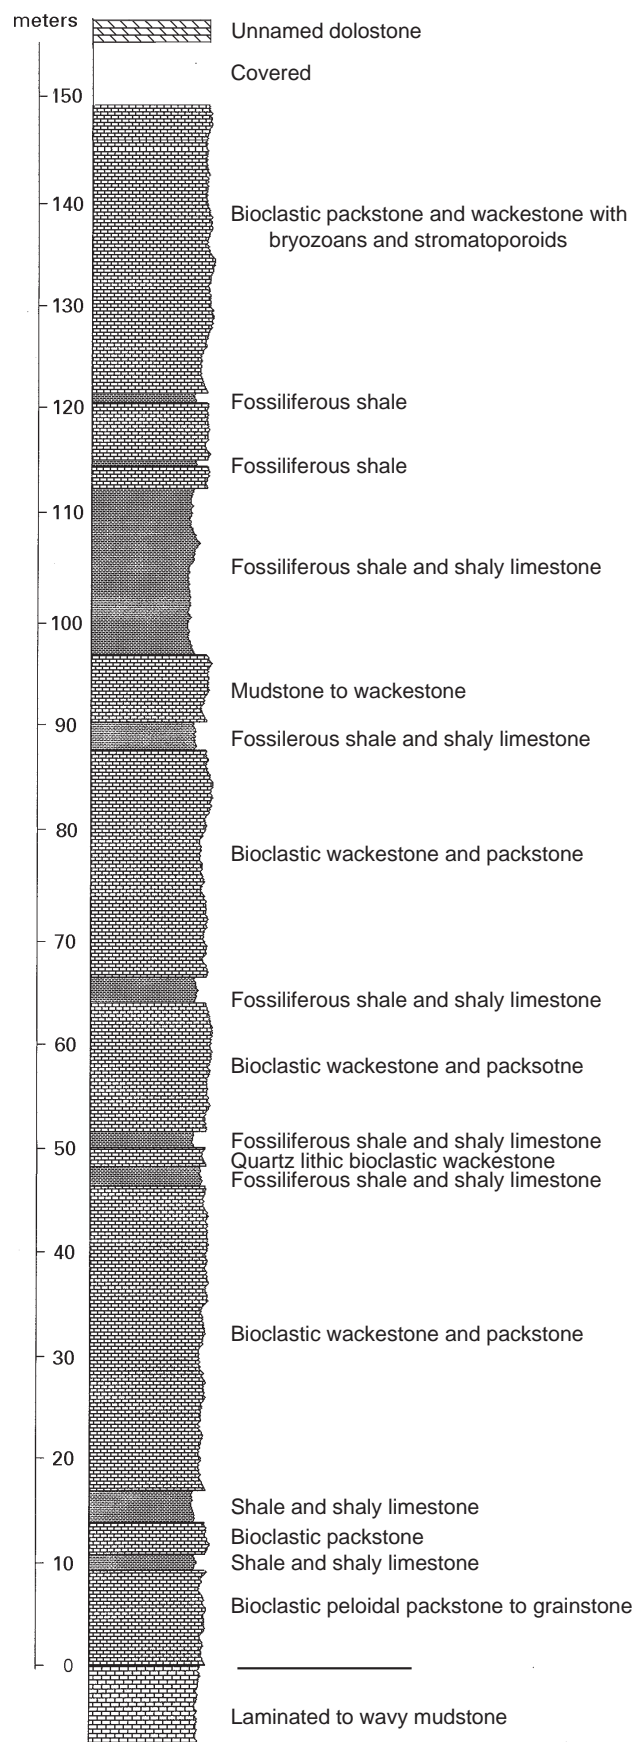 meters
Unnamed dolostone
Covered
150
140
Bioclastic packstone and wackestone with
bryozoans and stromatoporoids
130
120
Fossiliferous shale
Fossiliferous shale
110
Fossiliferous shale and shaly limestone
100
Mudstone to wackestone
90
Fossilerous shale and shaly limestone
80
Bioclastic wackestone and packstone
70
Fossiliferous shale and shaly limestone
60
Bioclastic wackestone and packsotne
50
Fossiliferous shale and shaly limestone
Quartz lithic bioclastic wackestone
Fossiliferous shale and shaly limestone
40
Bioclastic wackestone and packstone
30
20
Shale and shaly limestone
Bioclastic packstone
10
Shale and shaly limestone
Bioclastic peloidal packstone to grainstone
0
Laminated to wavy mudstone